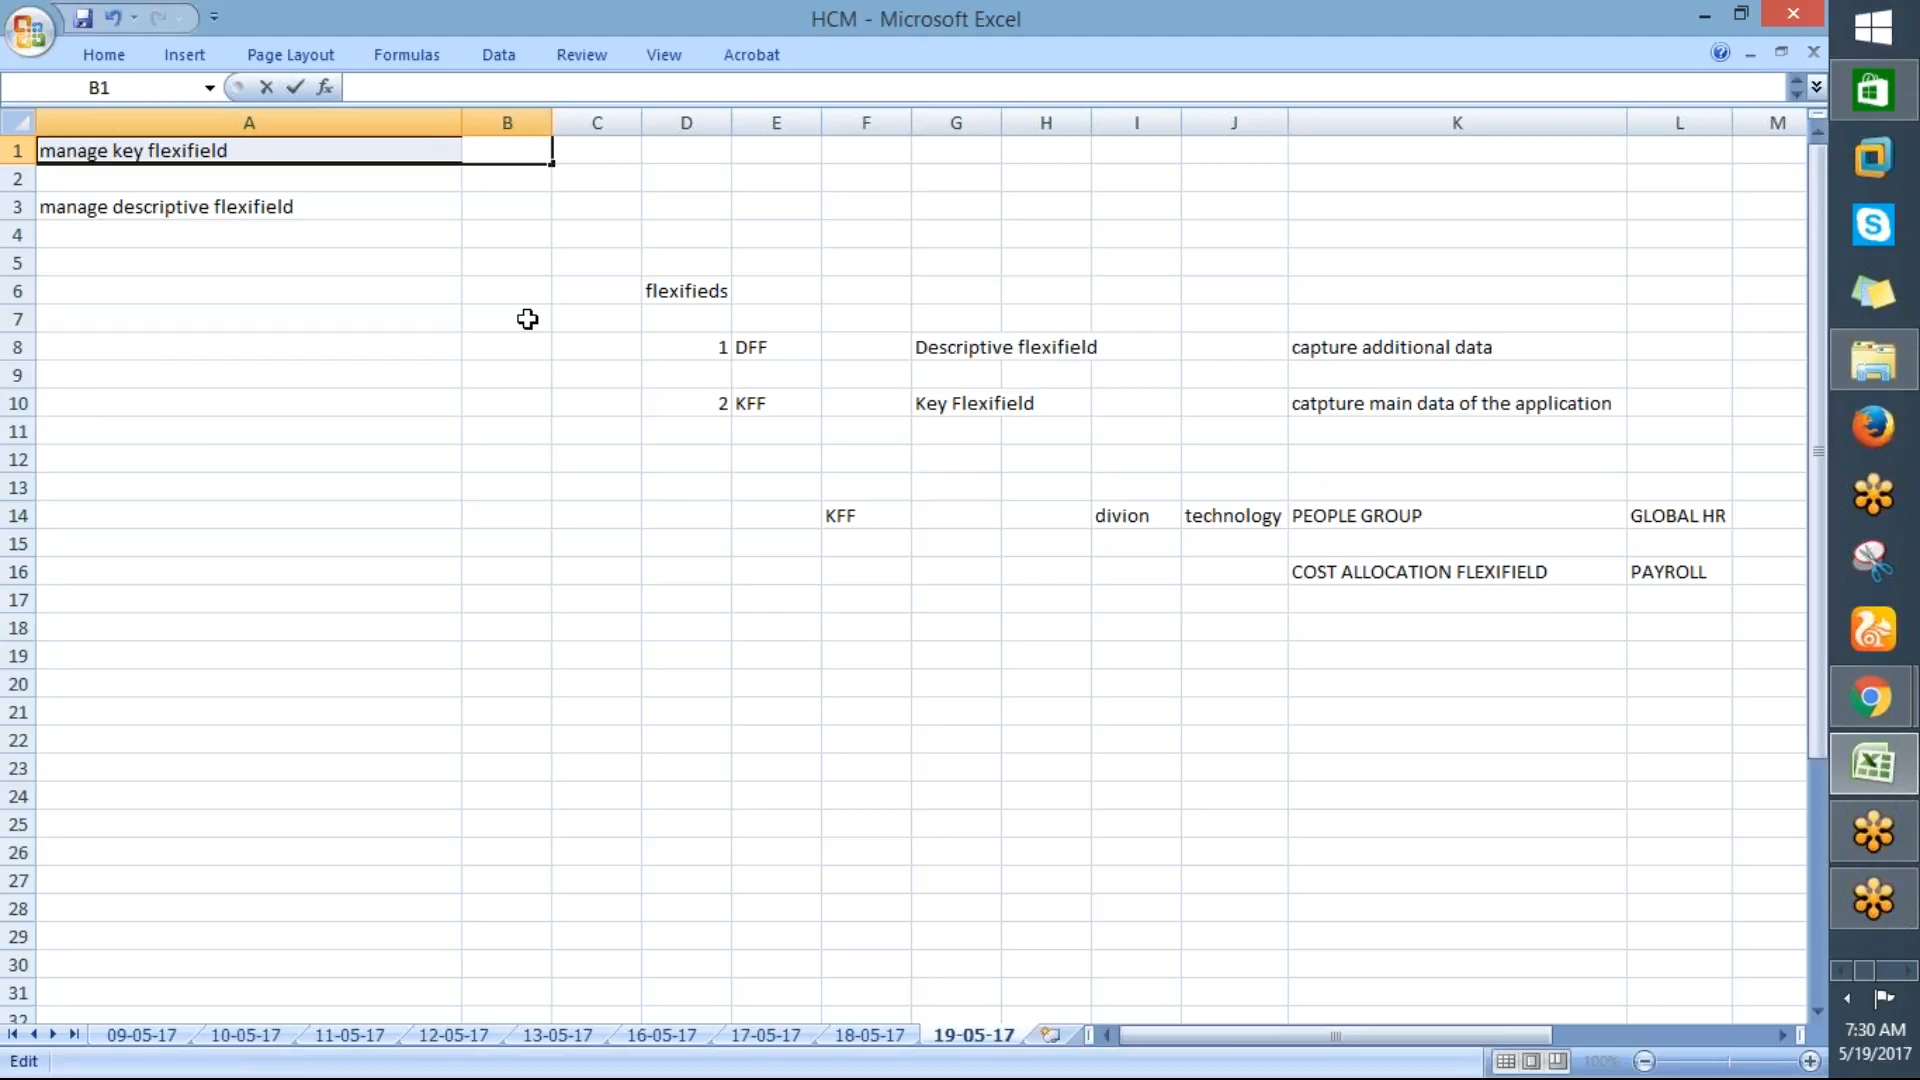 HCM - Microsoft Excel
Home Insert Page Layout Formulas Data Review View Acrobat
B1 fx
A B C D E F G H I J K L M
1 manage key flexifield
2
3 manage descriptive flexifield
4
5
6 flexifieds
7
8 1 DFF Descriptive flexifield capture additional data
9
10 2 KFF Key Flexifield catpture main data of the application
11
12
13
14 KFF divion technology PEOPLE GROUP GLOBAL HR
15
16 COST ALLOCATION FLEXIFIELD PAYROLL
17
18
19
20
21
22
23
24
25
26
27
28
29
30
31
32
09-05-17 10-05-17 11-05-17 12-05-17 13-05-17 16-05-17 17-05-17 18-05-17 19-05-17
Edit 100%
7:30 AM
5/19/2017